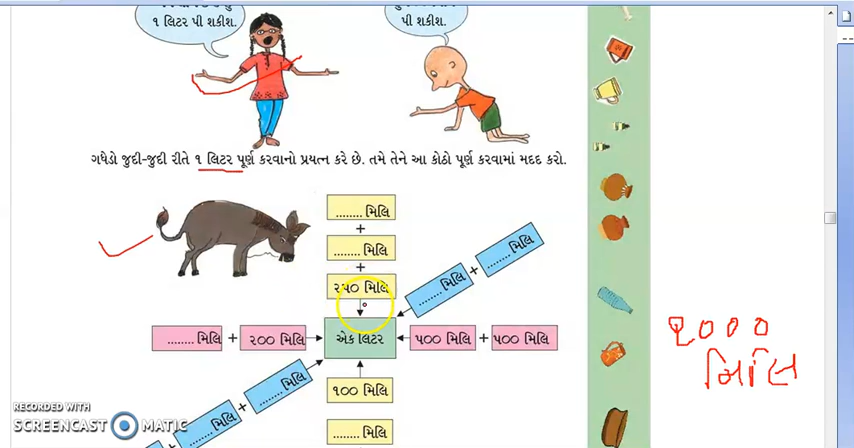 ૧ લિટર પી શકીશ.
પી શકીશ.
ગધેડો જુદી-જુદી રીતે ૧ લિટર પૂર્ણ કરવાનો પ્રયત્ન કરે છે. તમે તેને આ કોઠો પૂર્ણ કરવામાં મદદ કરો.
........ મિલિ
+
........ મિલિ
+
૨૫૦ મિલિ
........ મિલિ + ........ મિલિ
........ મિલિ + ૨૦૦ મિલિ
એક લિટર
૫૦૦ મિલિ + ૫૦૦ મિલિ
૧૦૦૦
મિલિ
મિલિ + ........ મિલિ + ........ મિલિ
૧૦૦ મિલિ
........ મિલિ
RECORDED WITH
SCREENCAST MATIC